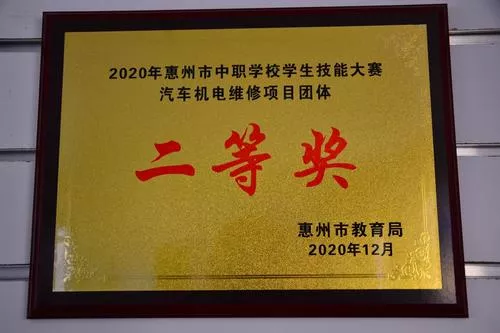 2020年惠州市中职学校学生技能大赛
汽车机电维修项目团体
二等奖
惠州市教育局
2020年12月